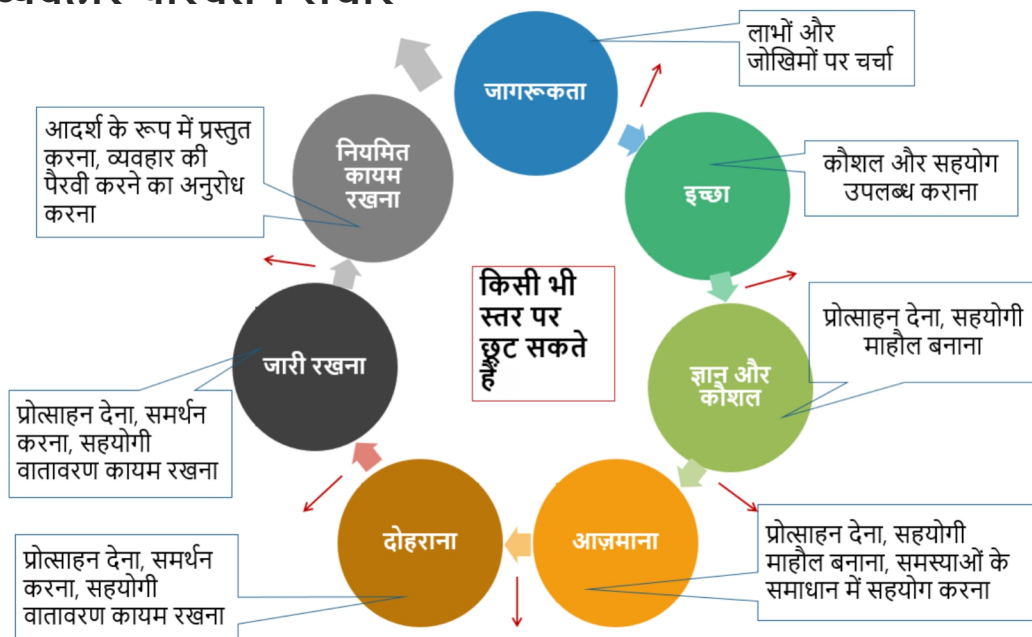 जागरूकता
लाभों और
जोखिमों पर चर्चा
इच्छा
कौशल और सहयोग
उपलब्ध कराना
ज्ञान और
कौशल
प्रोत्साहन देना, सहयोगी
माहौल बनाना
आज़माना
प्रोत्साहन देना, सहयोगी
माहौल बनाना, समस्याओं के
समाधान में सहयोग करना
दोहराना
प्रोत्साहन देना, समर्थन
करना, सहयोगी
वातावरण कायम रखना
जारी रखना
प्रोत्साहन देना, समर्थन
करना, सहयोगी
वातावरण कायम रखना
नियमित
कायम
रखना
आदर्श के रूप में प्रस्तुत
करना, व्यवहार की
पैरवी करने का अनुरोध
करना
किसी भी
स्तर पर
छूट सकते
हैं